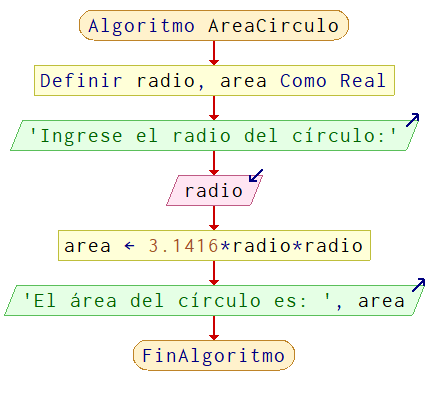 Algoritmo AreaCirculo
Definir radio, area Como Real
'Ingrese el radio del círculo:'
radio
area ← 3.1416*radio*radio
'El área del círculo es: ', area
FinAlgoritmo